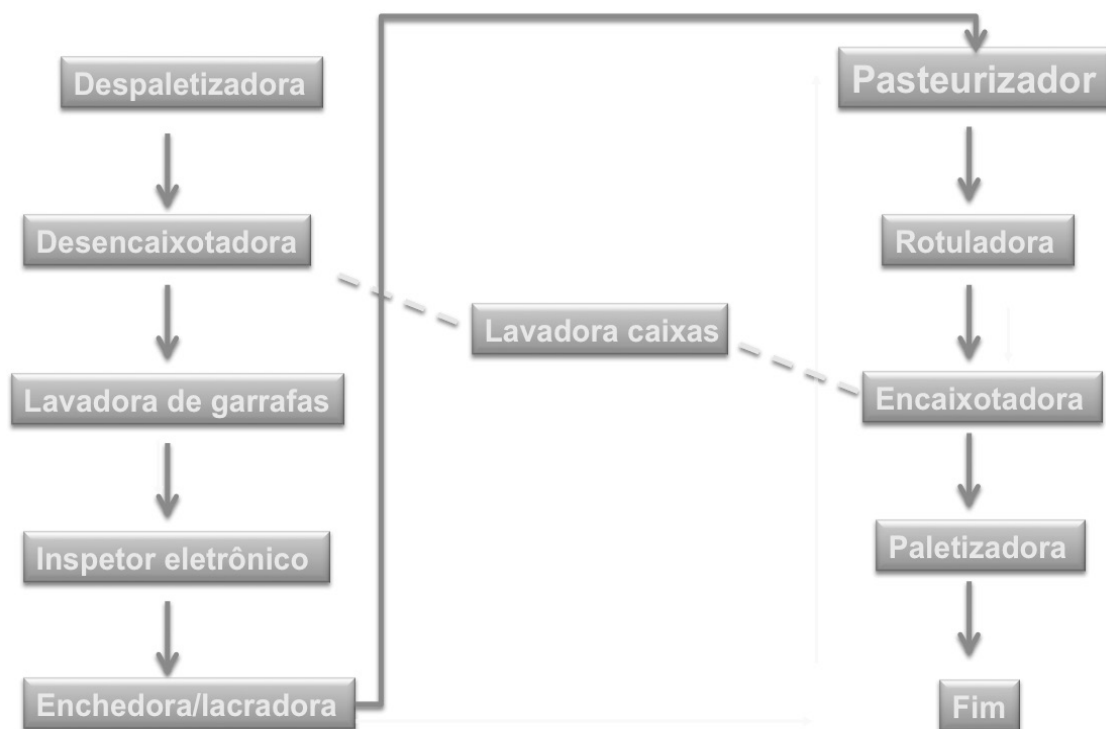 Despaletizadora
Desencaixotadora
Lavadora de garrafas
Inspetor eletrônico
Enchedora/lacradora
Lavadora caixas
Pasteurizador
Rotuladora
Encaixotadora
Paletizadora
Fim